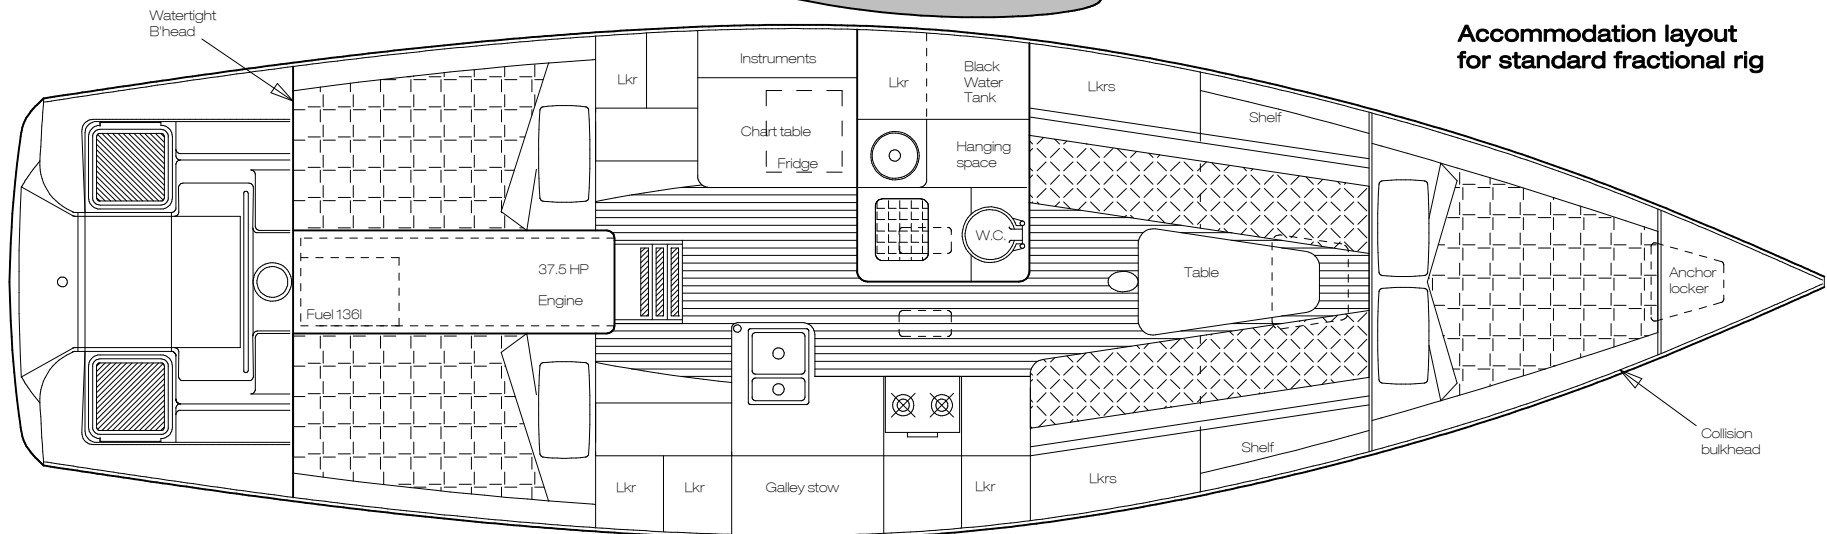 Watertight
B'head
Accommodation layout
for standard fractional rig
Lkr
Instruments
Chart table
Fridge
Lkr
Black
Water
Tank
Hanging
space
W.C.
Lkrs
Shelf
37.5 HP
Engine
Fuel 136l
Table
Anchor
locker
Lkr
Lkr
Galley stow
Lkr
Lkrs
Shelf
Collision
bulkhead